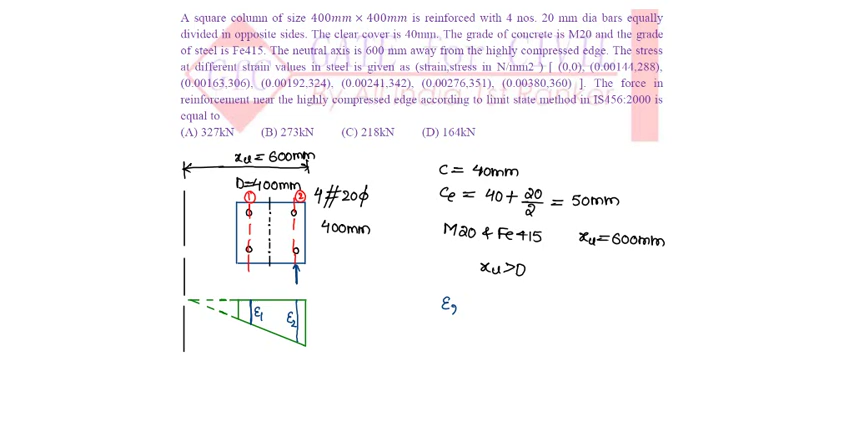 A square column of size 400mm × 400mm is reinforced with 4 nos. 20 mm dia bars equally
divided in opposite sides. The clear cover is 40mm. The grade of concrete is M20 and the grade
of steel is Fe415. The neutral axis is 600 mm away from the highly compressed edge. The stress
at different strain values in steel is given as (strain,stress in N/mm2 ) [ (0,0), (0.00144,288),
(0.00163,306), (0.00192,324), (0.00241,342), (0.00276,351), (0.00380,360) ]. The force in
reinforcement near the highly compressed edge according to limit state method in IS456:2000 is
equal to
(A) 327kN (B) 273kN (C) 218kN (D) 164kN
xu = 600mm
D=400mm
① ② 4#20ϕ
400mm
ε1 ε2
C = 40mm
Ce = 40 + 20/2 = 50mm
M20 & Fe415 xu=600mm
xu>D
ε2